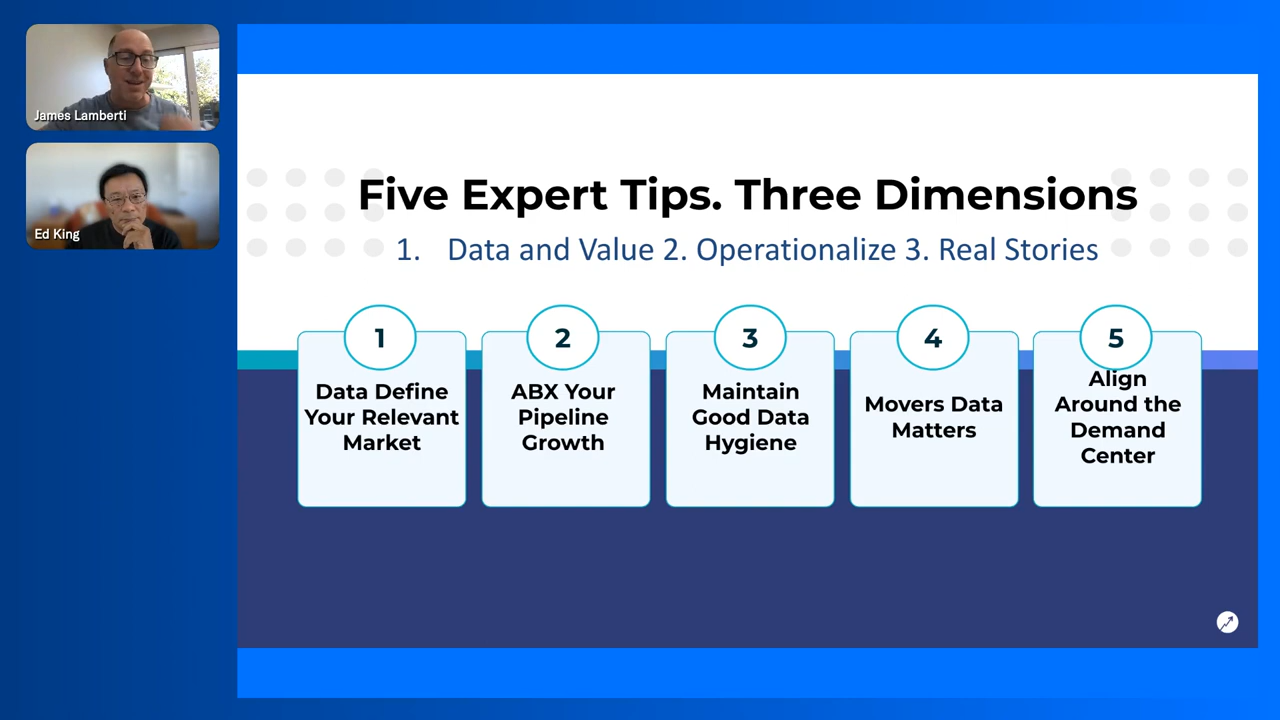 James Lamberti
Ed King
Five Expert Tips. Three Dimensions
1. Data and Value 2. Operationalize 3. Real Stories
1
Data Define
Your Relevant
Market
2
ABX Your
Pipeline
Growth
3
Maintain
Good Data
Hygiene
4
Movers Data
Matters
5
Align
Around the
Demand
Center